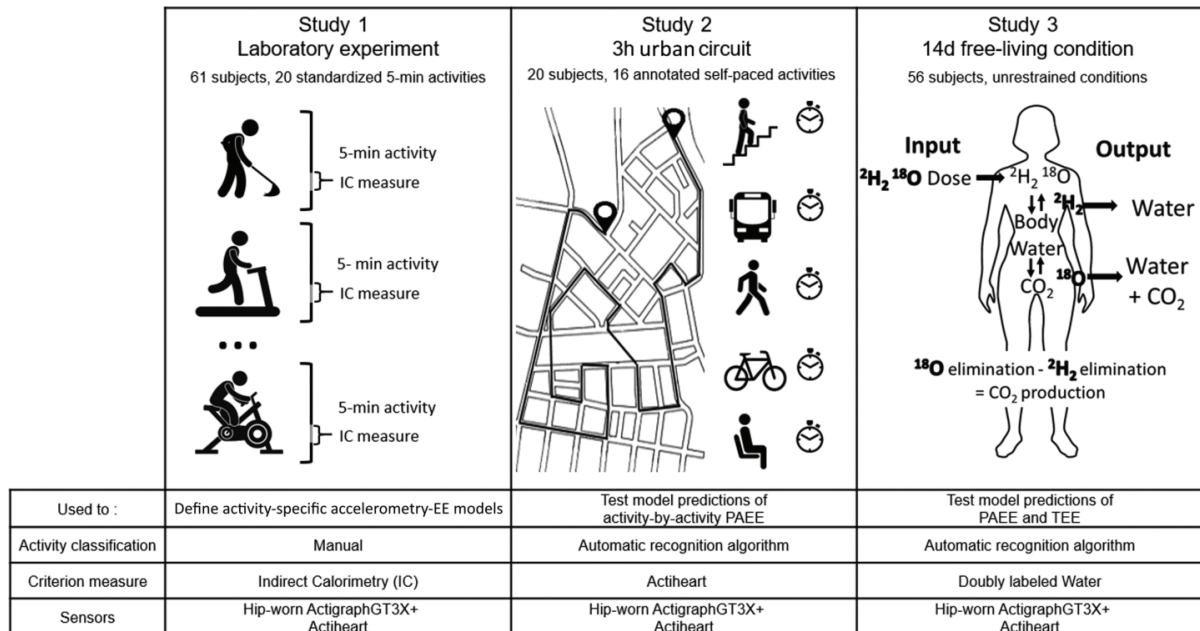 Study 1
Laboratory experiment
61 subjects, 20 standardized 5-min activities
5-min activity
IC measure
5- min activity
IC measure
5-min activity
IC measure
Study 2
3h urban circuit
20 subjects, 16 annotated self-paced activities
Study 3
14d free-living condition
56 subjects, unrestrained conditions
Input
Output
²H₂¹⁸O Dose
²H₂ ¹⁸O
²H₂
Water
Body
Water
CO₂
¹⁸O
Water
+ CO₂
¹⁸O elimination - ²H₂ elimination
= CO₂ production
Used to :
Define activity-specific accelerometry-EE models
Test model predictions of
activity-by-activity PAEE
Test model predictions of
PAEE and TEE
Activity classification
Manual
Automatic recognition algorithm
Automatic recognition algorithm
Criterion measure
Indirect Calorimetry (IC)
Actiheart
Doubly labeled Water
Sensors
Hip-worn ActigraphGT3X+
Actiheart
Hip-worn ActigraphGT3X+
Actiheart
Hip-worn ActigraphGT3X+
Actiheart